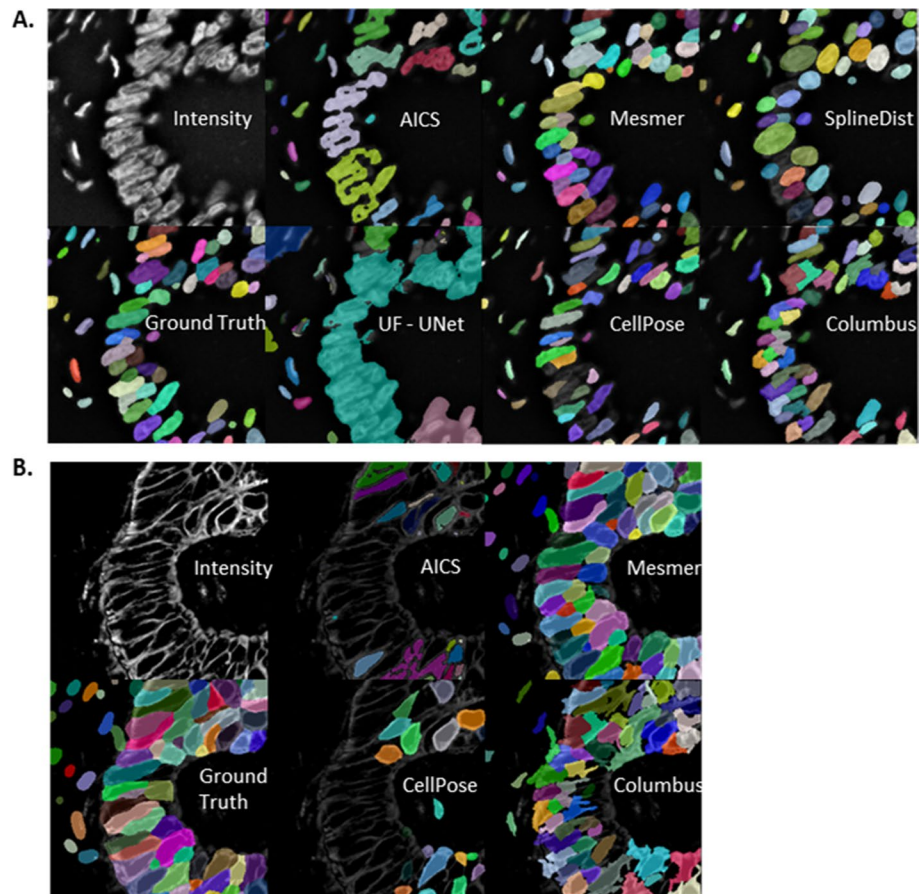 A.
Intensity
AICS
Mesmer
SplineDist
Ground Truth
UF - UNet
CellPose
Columbus
B.
Intensity
AICS
Mesmer
Ground
Truth
CellPose
Columbus